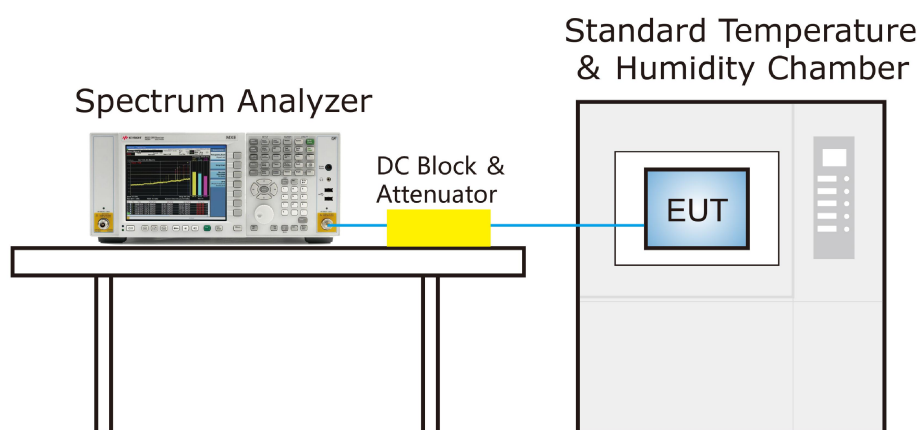 Standard Temperature
& Humidity Chamber
Spectrum Analyzer
DC Block &
Attenuator
EUT